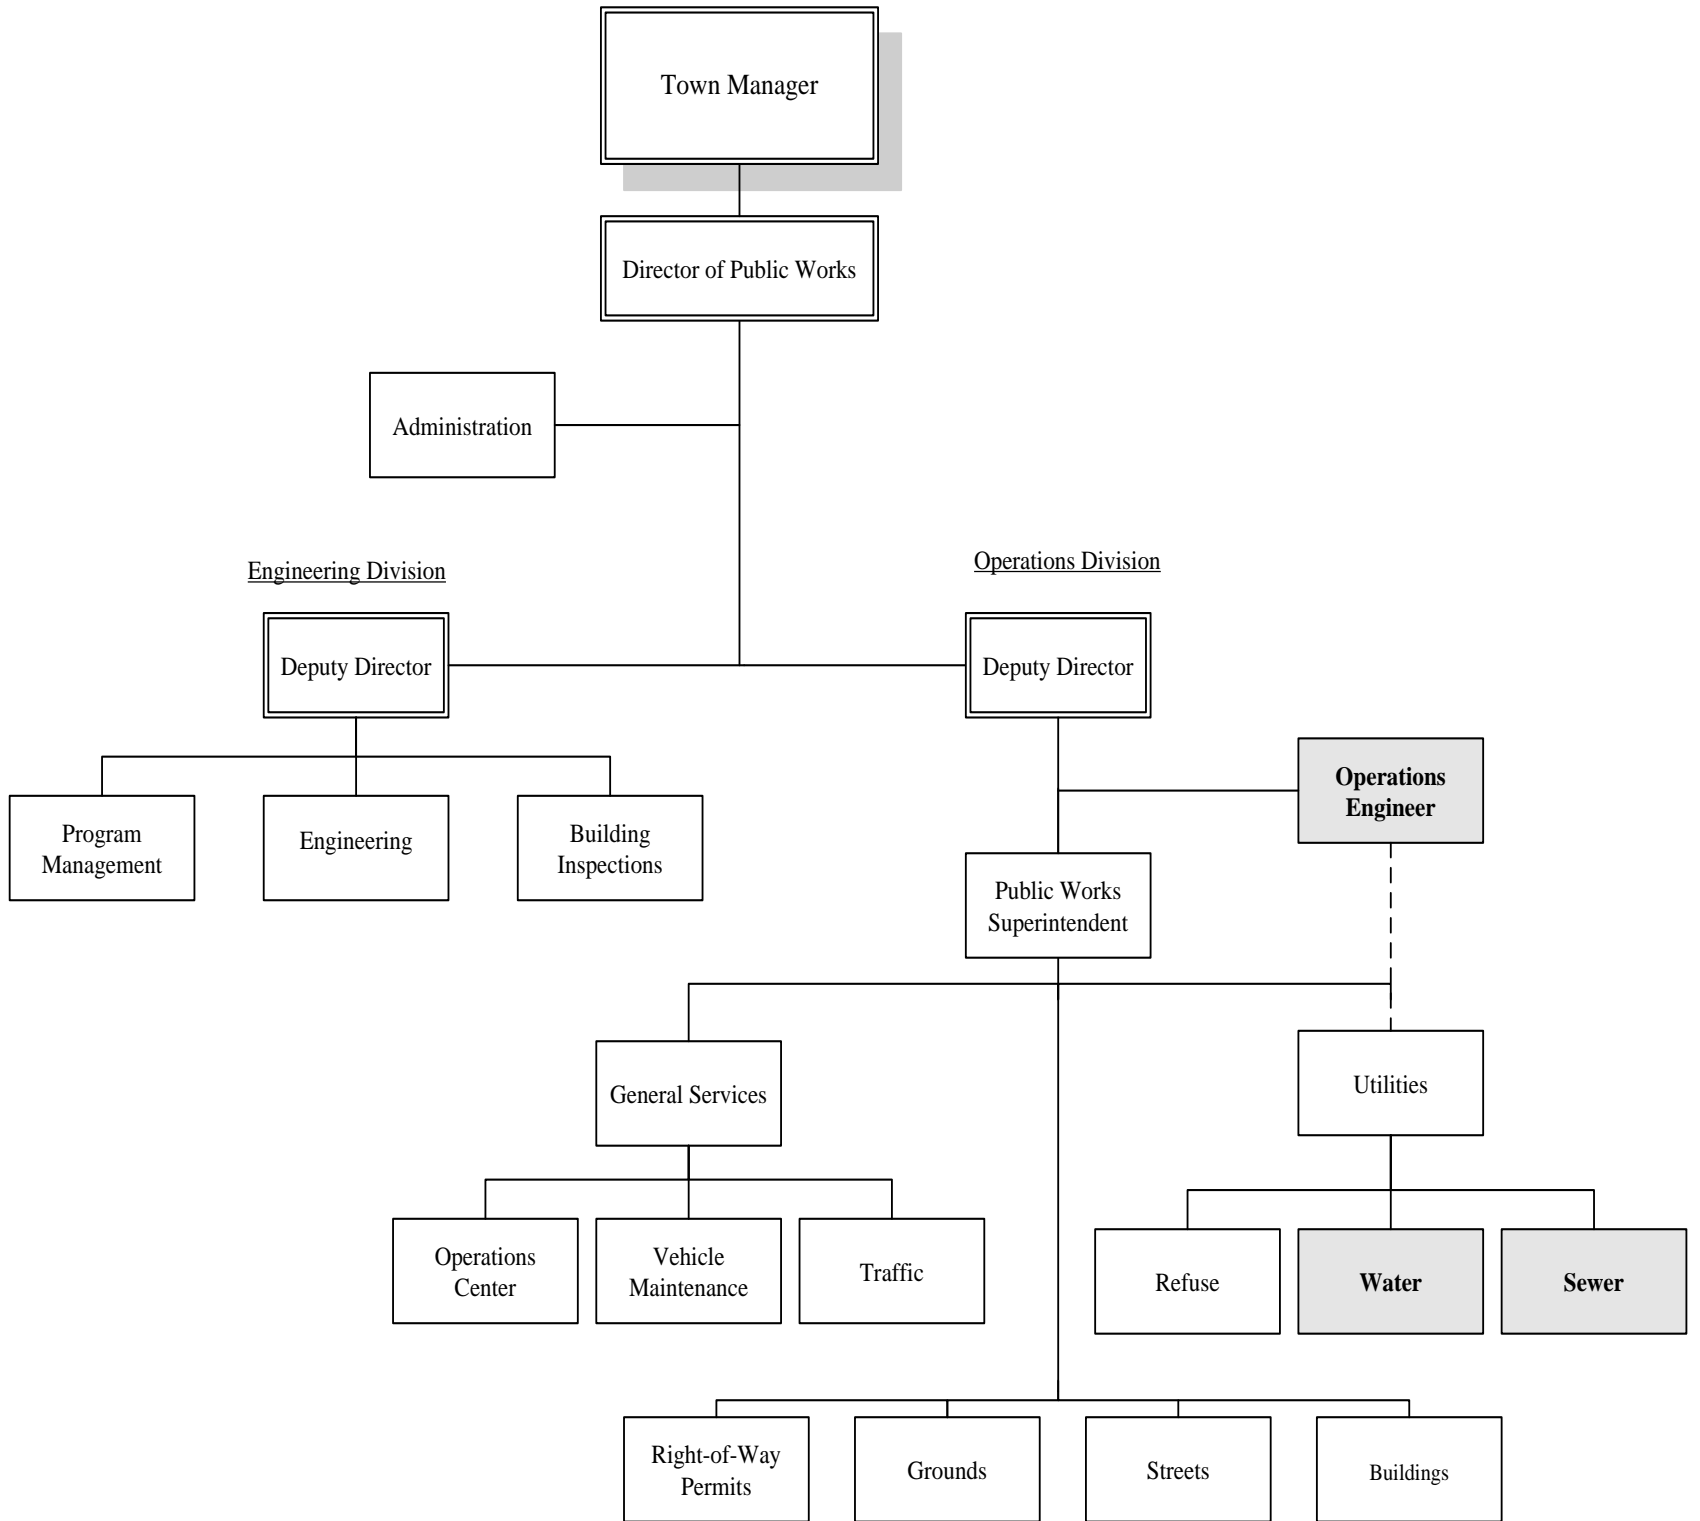 Town Manager
Director of Public Works
Administration
Engineering Division
Operations Division
Deputy Director
Deputy Director
Operations
Engineer
Program
Management
Engineering
Building
Inspections
Public Works
Superintendent
General Services
Utilities
Operations
Center
Vehicle
Maintenance
Traffic
Refuse
Water
Sewer
Right-of-Way
Permits
Grounds
Streets
Buildings